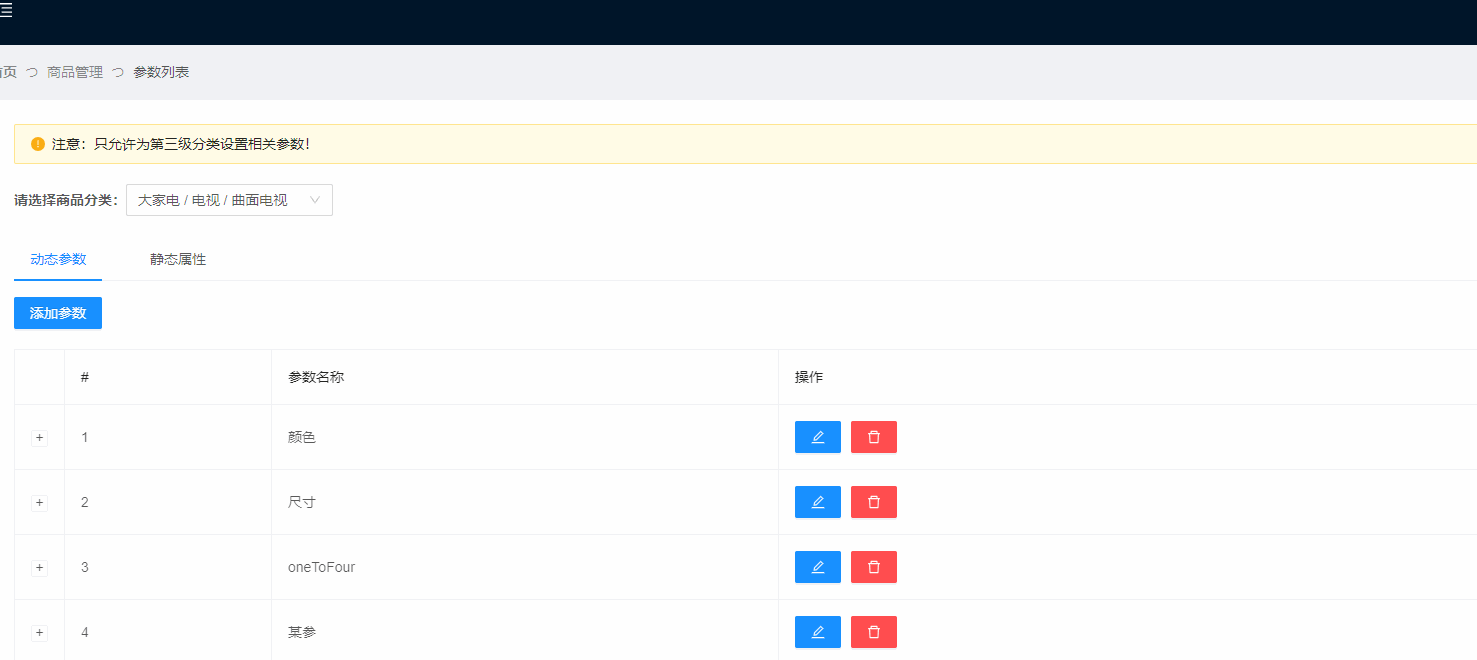 页 ⊃ 商品管理 ⊃ 参数列表
注意：只允许为第三级分类设置相关参数！
请选择商品分类： 大家电 / 电视 / 曲面电视
动态参数 静态属性
添加参数
# 参数名称 操作
+ 1 颜色
+ 2 尺寸
+ 3 oneToFour
+ 4 某参